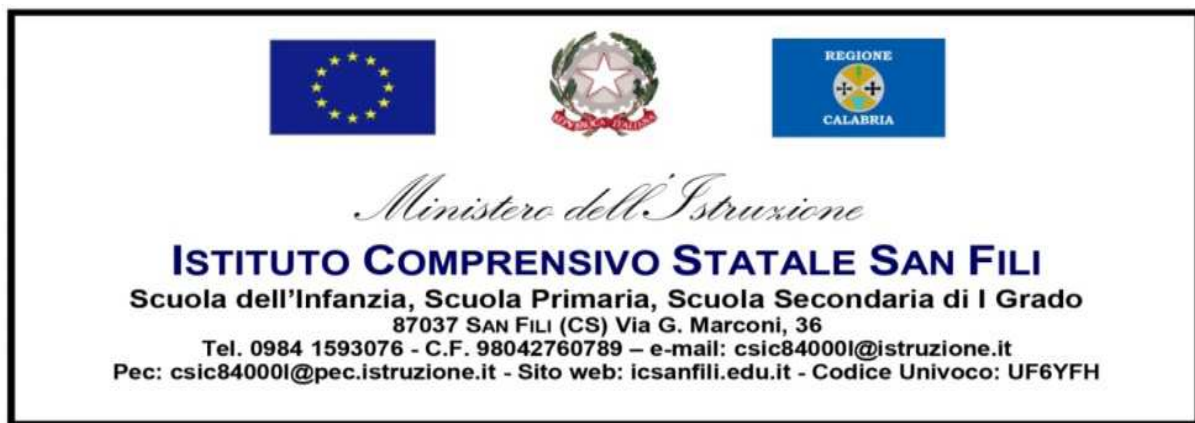 REGIONE
CALABRIA
REPVBBLICA ITALIANA
Ministero dell'Istruzione
ISTITUTO COMPRENSIVO STATALE SAN FILI
Scuola dell'Infanzia, Scuola Primaria, Scuola Secondaria di I Grado
87037 SAN FILI (CS) Via G. Marconi, 36
Tel. 0984 1593076 - C.F. 98042760789 – e-mail: csic84000l@istruzione.it
Pec: csic84000l@pec.istruzione.it - Sito web: icsanfili.edu.it - Codice Univoco: UF6YFH